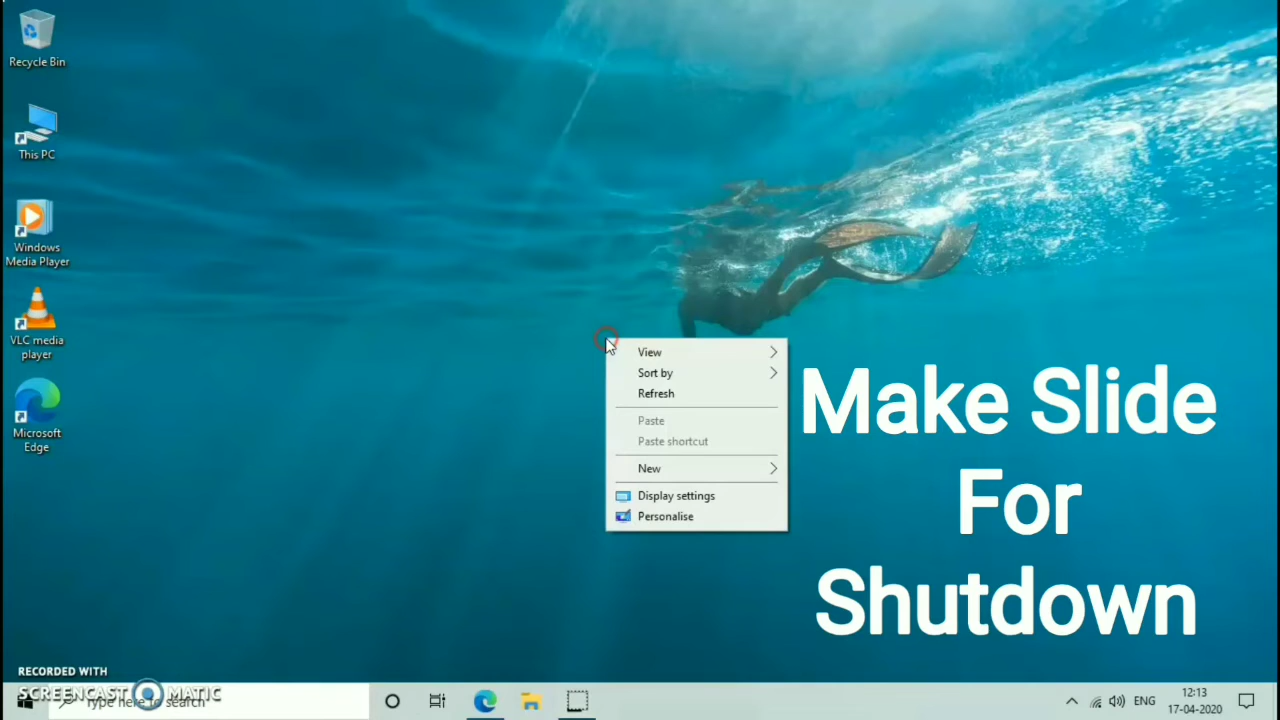 Recycle Bin
This PC
Windows
Media Player
VLC media
player
Microsoft
Edge
View
Sort by
Refresh
Paste
Paste shortcut
New
Display settings
Personalise
Make Slide
For
Shutdown
RECORDED WITH
SCREENCAST MATIC
Type here to search
ENG
12:13
17-04-2020